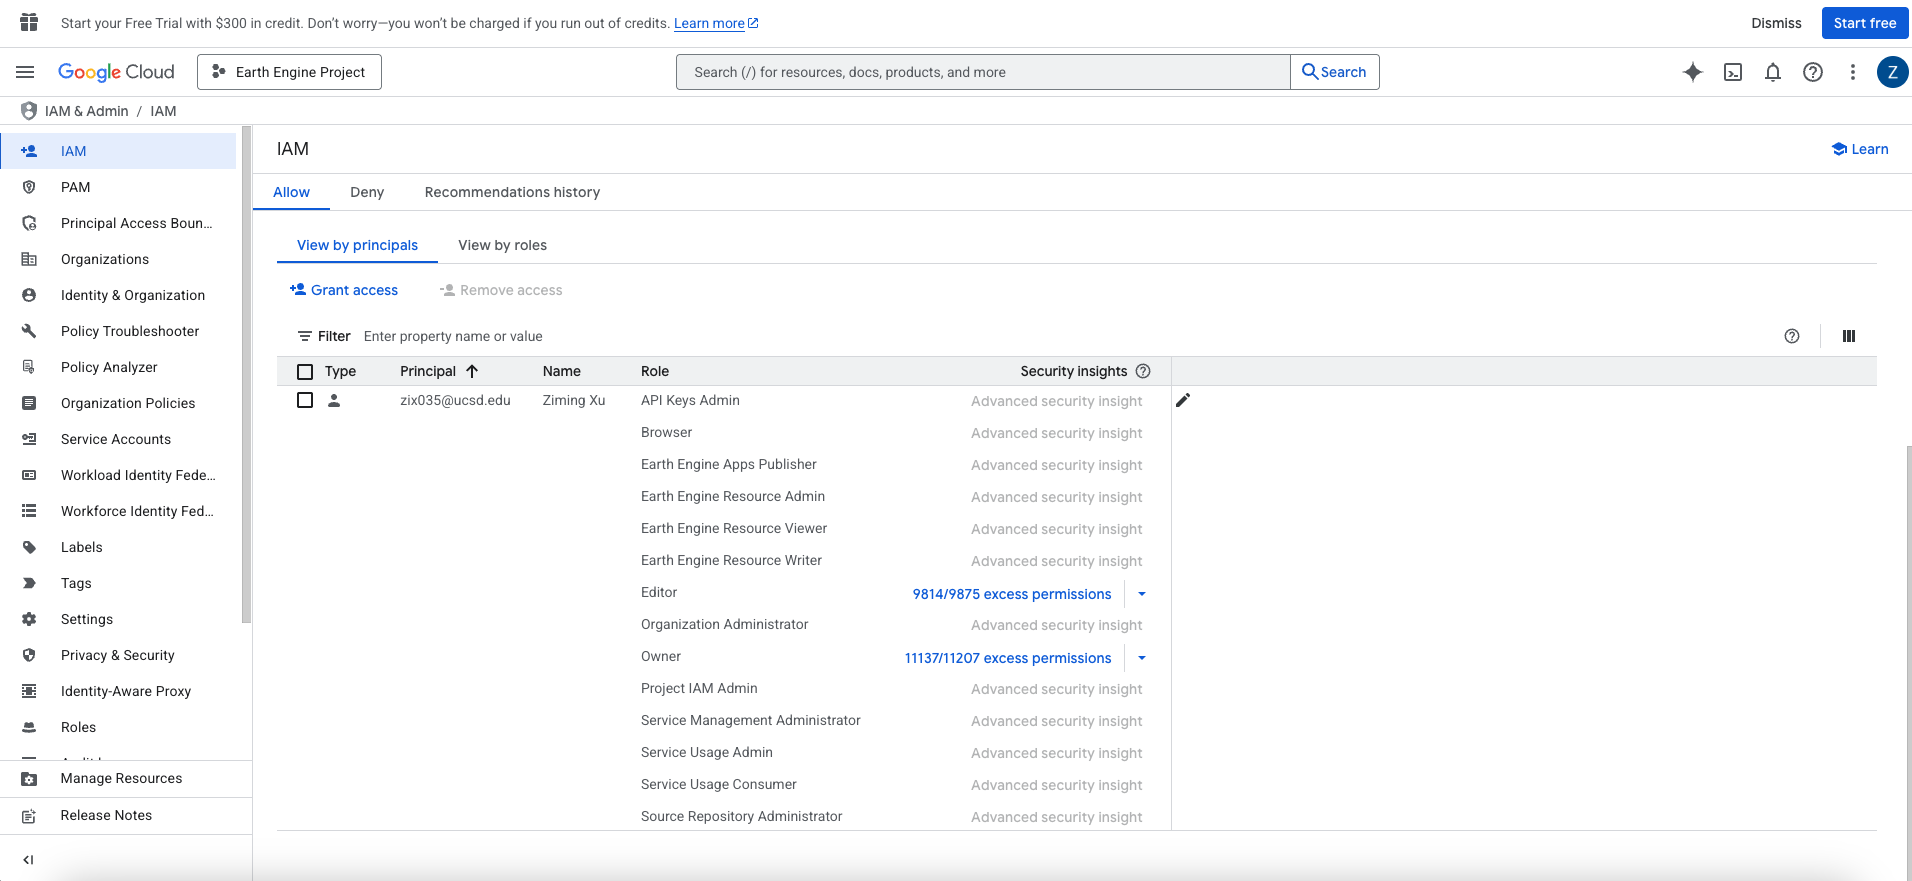 Start your Free Trial with $300 in credit. Don't worry—you won't be charged if you run out of credits. Learn more
Dismiss
Start free
Google Cloud
Earth Engine Project
Search (/) for resources, docs, products, and more
Search
Z
IAM & Admin / IAM
IAM
PAM
Principal Access Boun...
Organizations
Identity & Organization
Policy Troubleshooter
Policy Analyzer
Organization Policies
Service Accounts
Workload Identity Fede...
Workforce Identity Fed...
Labels
Tags
Settings
Privacy & Security
Identity-Aware Proxy
Roles
Manage Resources
Release Notes
IAM
Learn
Allow Deny Recommendations history
View by principals View by roles
Grant access Remove access
Filter Enter property name or value
Type Principal Name Role Security insights
zix035@ucsd.edu Ziming Xu API Keys Admin Advanced security insight
Browser Advanced security insight
Earth Engine Apps Publisher Advanced security insight
Earth Engine Resource Admin Advanced security insight
Earth Engine Resource Viewer Advanced security insight
Earth Engine Resource Writer Advanced security insight
Editor 9814/9875 excess permissions
Organization Administrator Advanced security insight
Owner 11137/11207 excess permissions
Project IAM Admin Advanced security insight
Service Management Administrator Advanced security insight
Service Usage Admin Advanced security insight
Service Usage Consumer Advanced security insight
Source Repository Administrator Advanced security insight